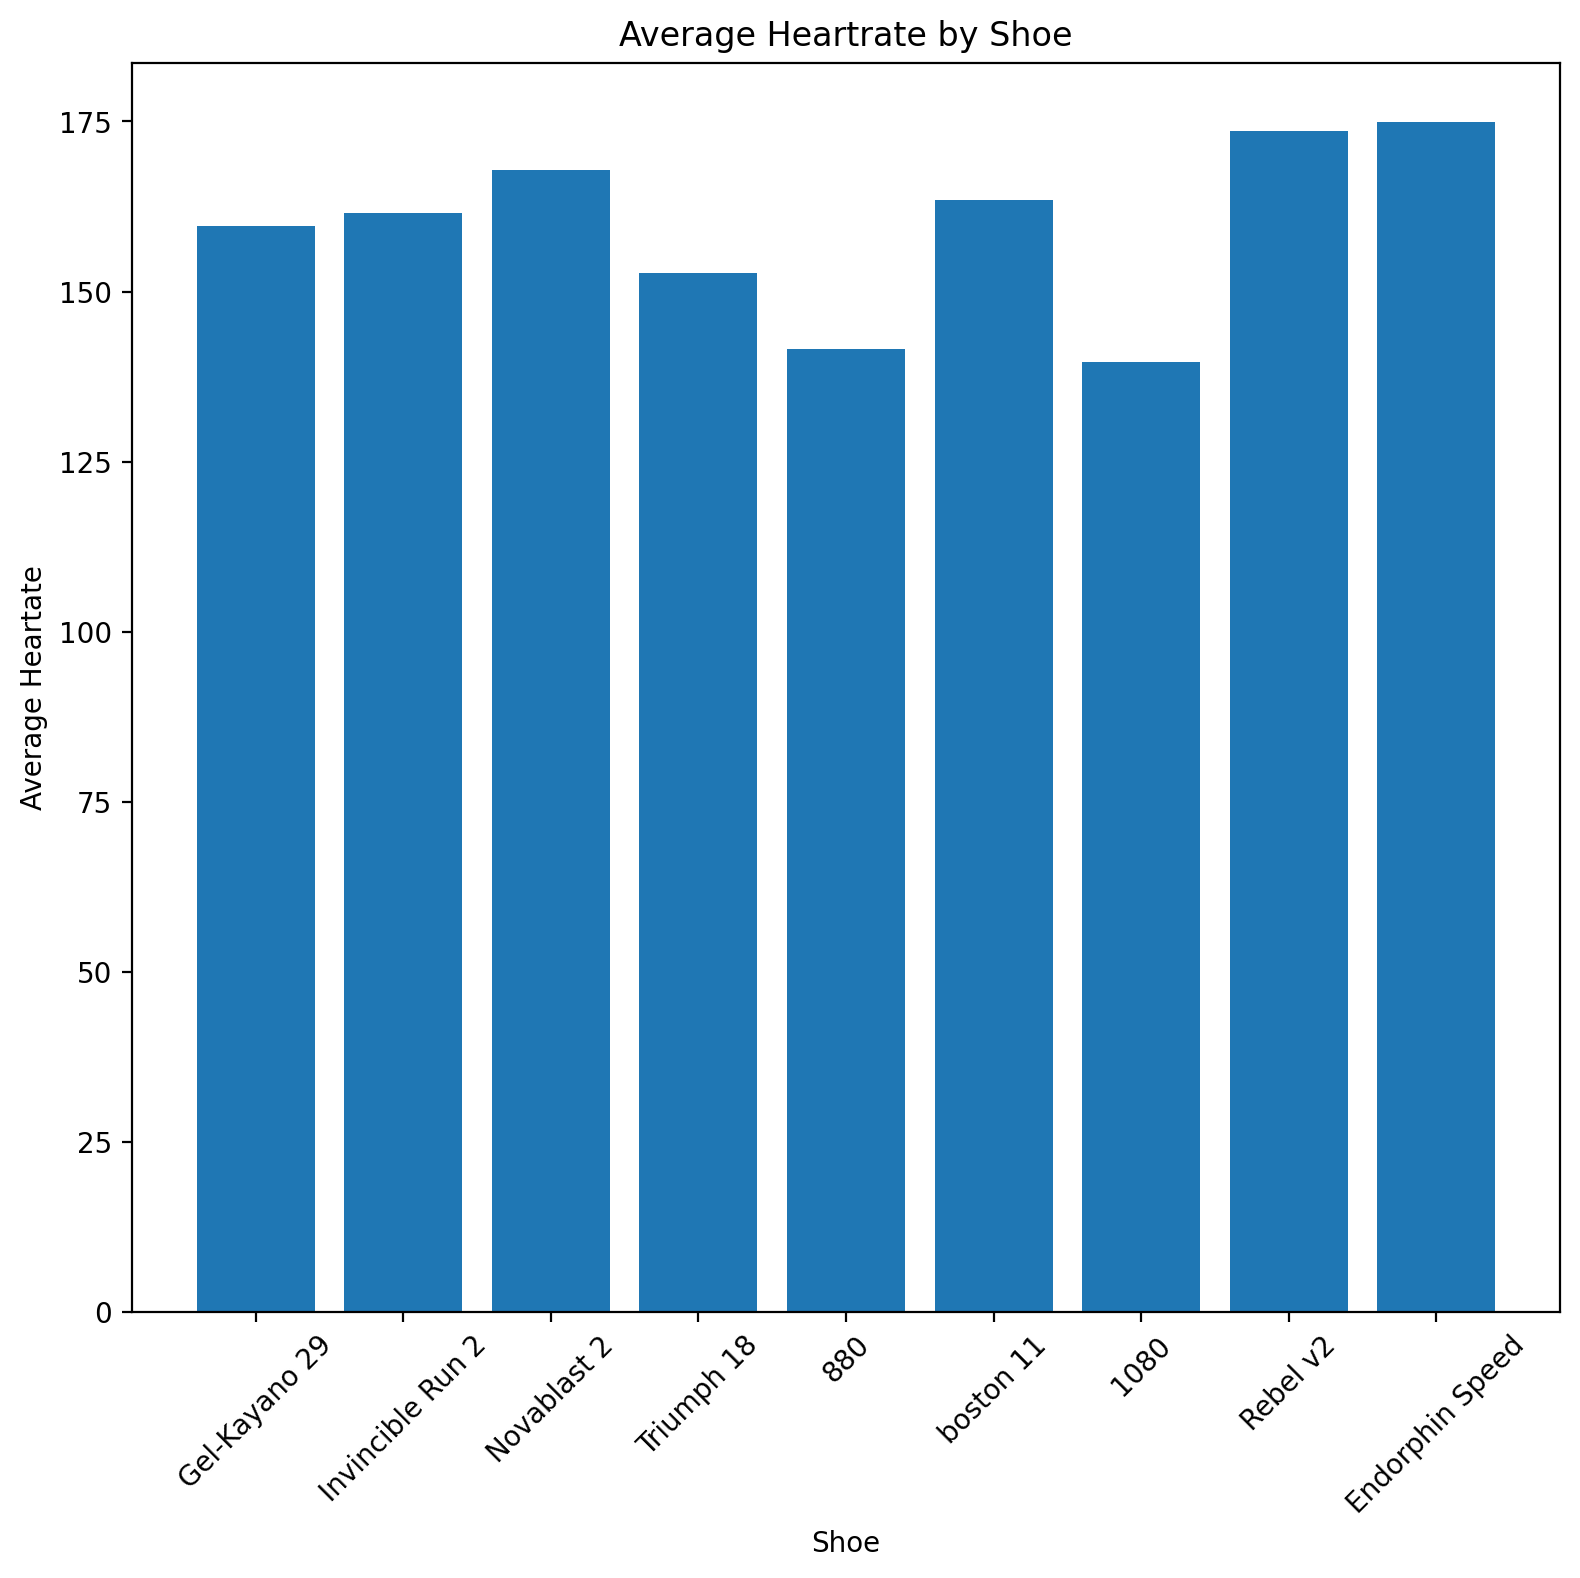 Average Heartrate by Shoe
Average Heartate
175
150
125
100
75
50
25
0
Gel-Kayano 29
Invincible Run 2
Novablast 2
Triumph 18
880
boston 11
1080
Rebel v2
Endorphin Speed
Shoe